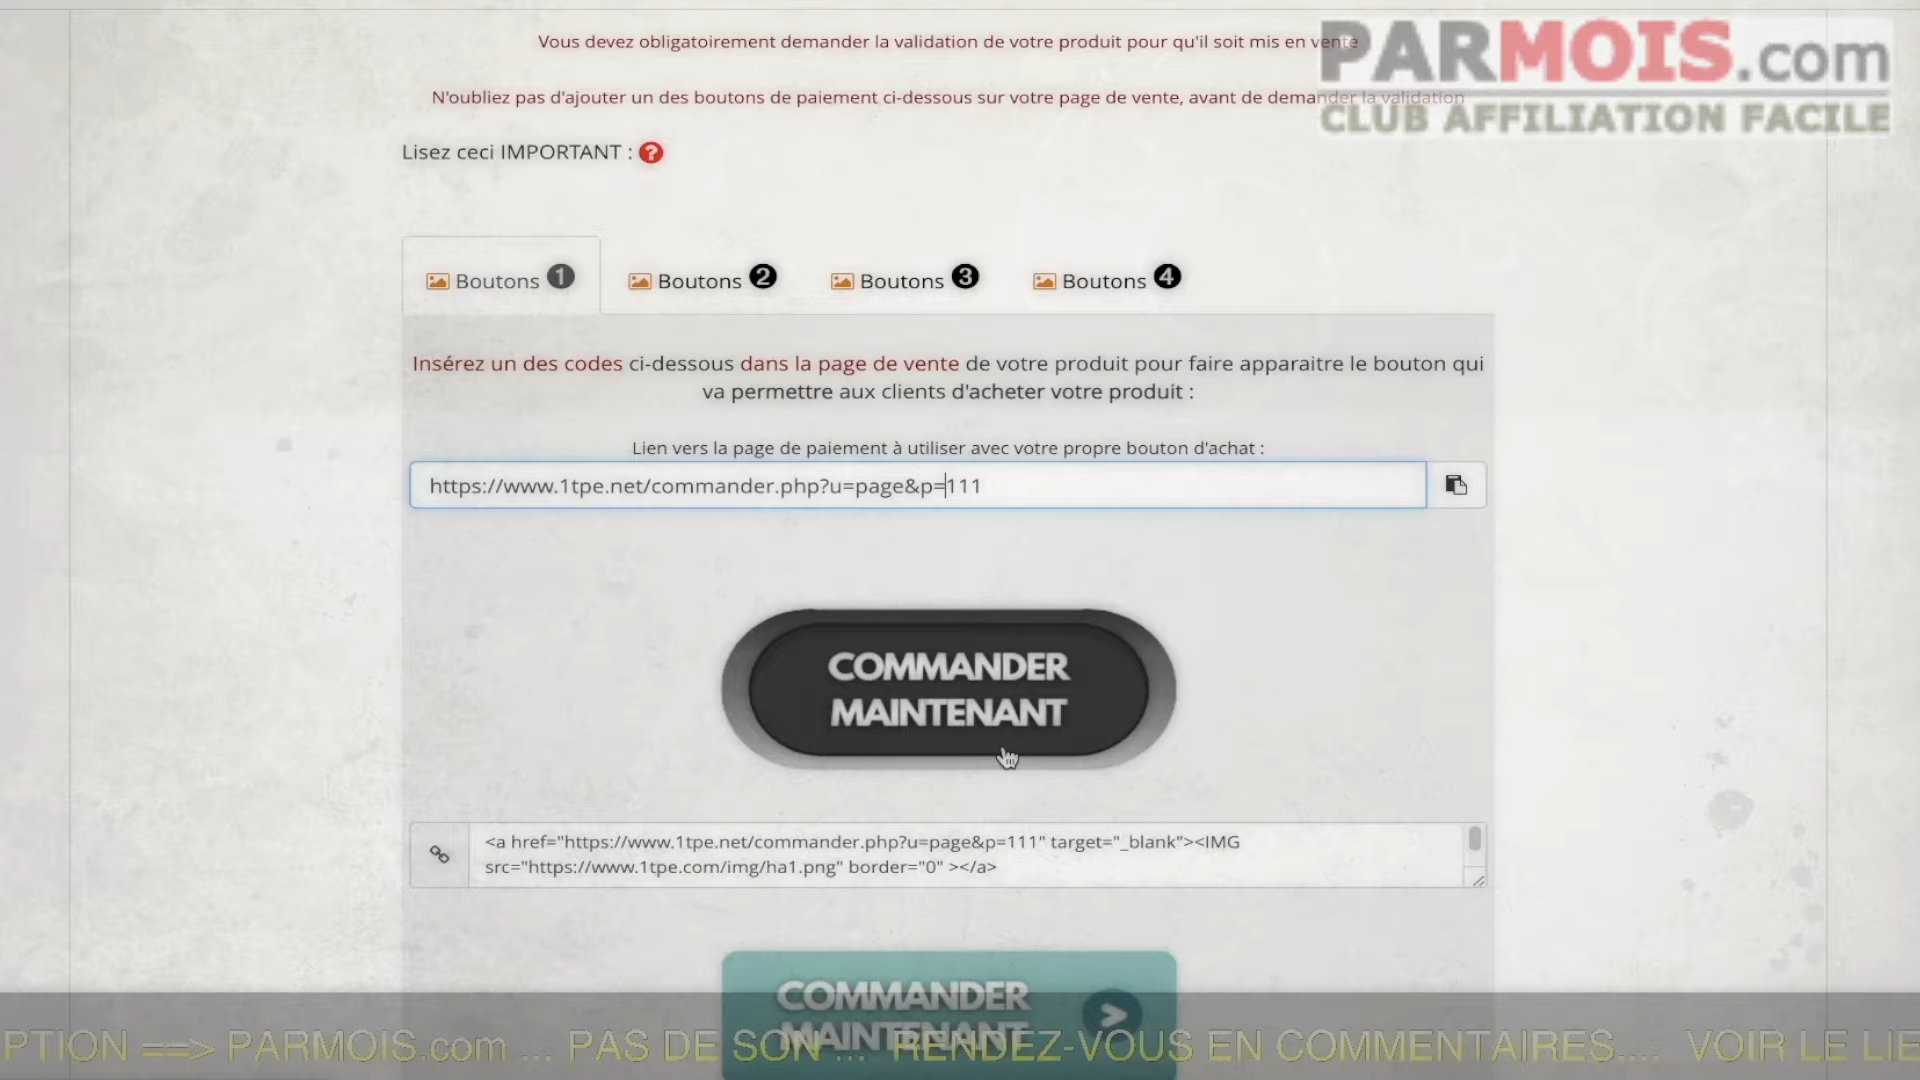 Vous devez obligatoirement demander la validation de votre produit pour qu'il soit mis en vente
PARMOIS.com
N'oubliez pas d'ajouter un des boutons de paiement ci-dessous sur votre page de vente, avant de demander la validation
CLUB AFFILIATION FACILE
Lisez ceci IMPORTANT : ?
Boutons 1 Boutons 2 Boutons 3 Boutons 4
Insérez un des codes ci-dessous dans la page de vente de votre produit pour faire apparaitre le bouton qui
va permettre aux clients d'acheter votre produit :
Lien vers la page de paiement à utiliser avec votre propre bouton d'achat :
https://www.1tpe.net/commander.php?u=page&p=111
COMMANDER
MAINTENANT
<a href="https://www.1tpe.net/commander.php?u=page&p=111" target="_blank"><IMG
src="https://www.1tpe.com/img/ha1.png" border="0" ></a>
COMMANDER
MAINTENANT
PTION ==> PARMOIS.com ... PAS DE SON ... RENDEZ-VOUS EN COMMENTAIRES.... VOIR LE LIE